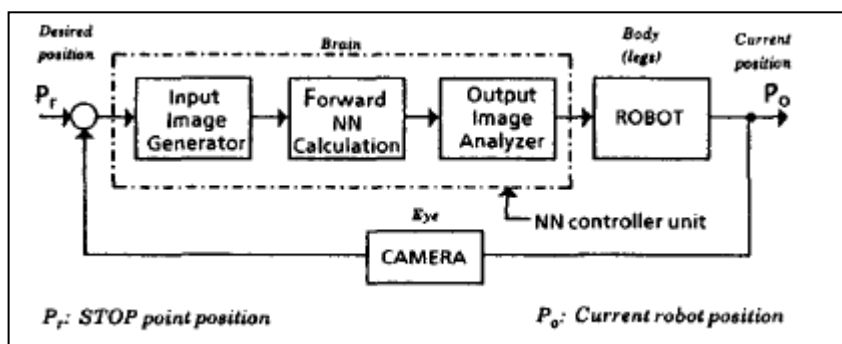 Desired
position
Brain
Body
(legs)
Current
position
Pr
Input
Image
Generator
Forward
NN
Calculation
Output
Image
Analyzer
ROBOT
Po
Eye
NN controller unit
CAMERA
Pr: STOP point position
Po: Current robot position